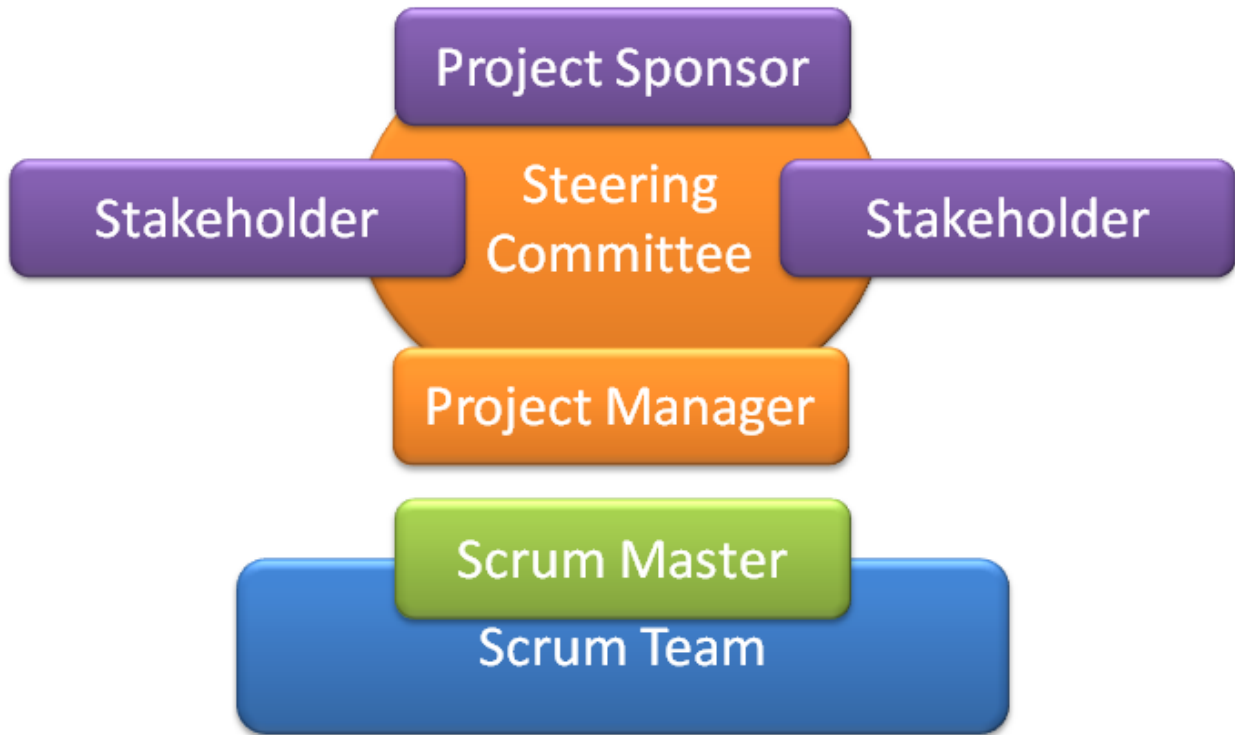 Project Sponsor
Stakeholder
Steering
Committee
Stakeholder
Project Manager
Scrum Master
Scrum Team